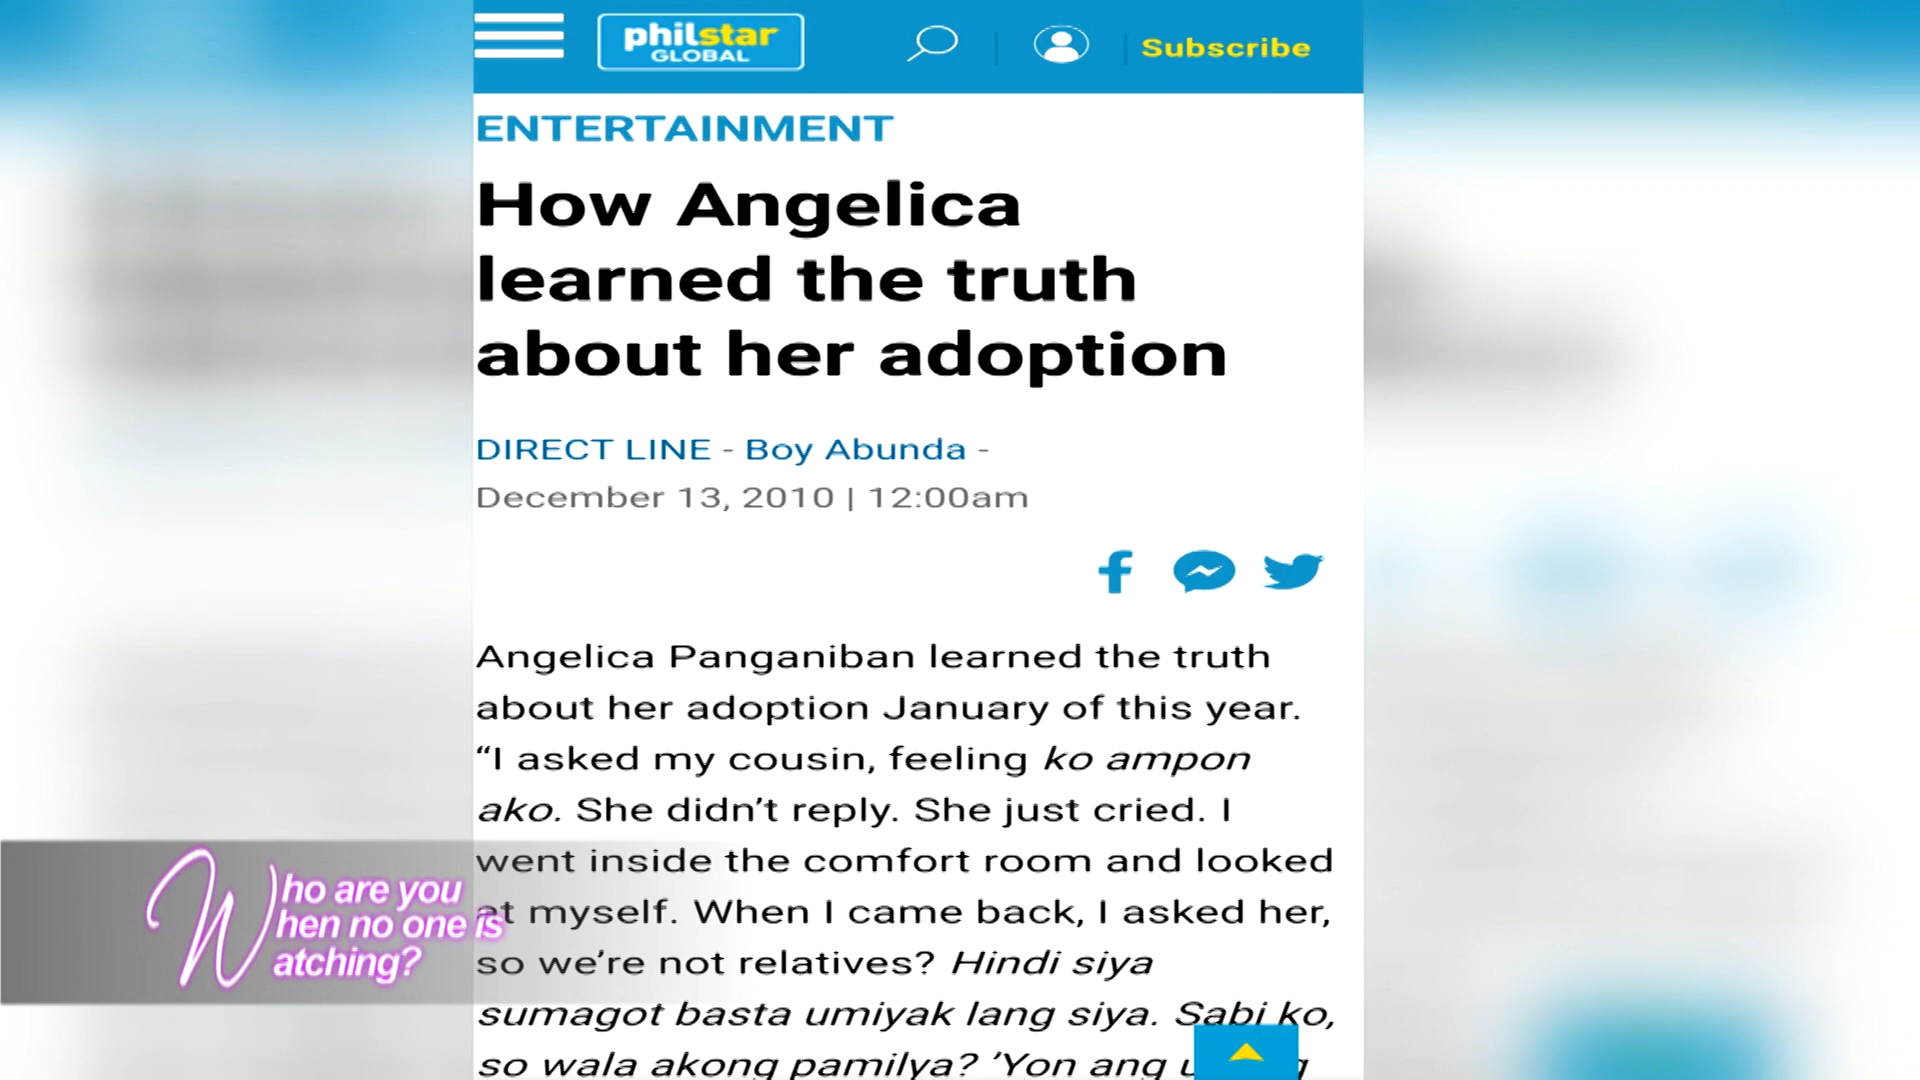 philstar
GLOBAL
Subscribe
ENTERTAINMENT
How Angelica
learned the truth
about her adoption
DIRECT LINE - Boy Abunda -
December 13, 2010 | 12:00am
Angelica Panganiban learned the truth
about her adoption January of this year.
“I asked my cousin, feeling ko ampon
ako. She didn’t reply. She just cried. I
went inside the comfort room and looked
at myself. When I came back, I asked her,
so we’re not relatives? Hindi siya
sumagot basta umiyak lang siya. Sabi ko,
so wala akong pamilya? ’Yon ang
Who are you
When no one is
Watching?